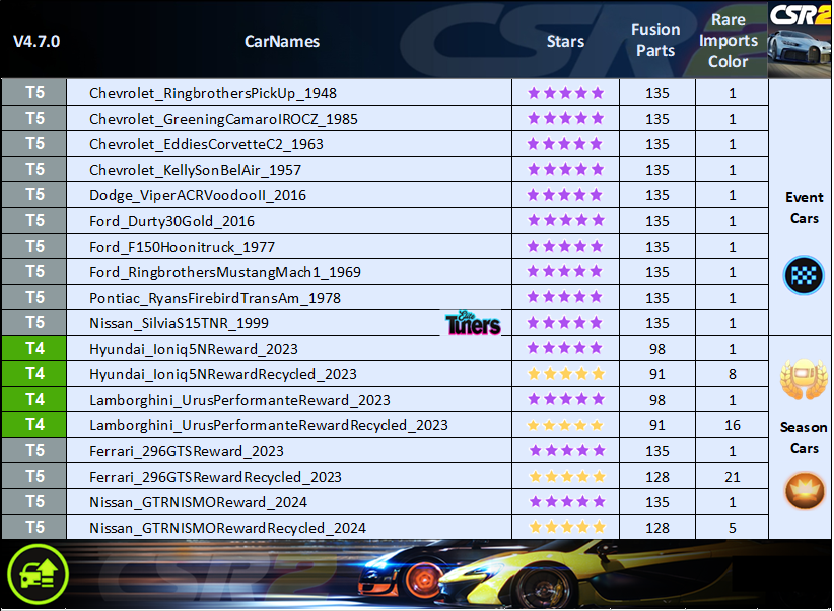 V4.7.0 CarNames Stars Fusion Parts Rare Imports Color CSR2
T5 Chevrolet_RingbrothersPickUp_1948 135 1
T5 Chevrolet_GreeningCamaroIROCZ_1985 135 1
T5 Chevrolet_EddiesCorvetteC2_1963 135 1
T5 Chevrolet_KellySonBelAir_1957 135 1
T5 Dodge_ViperACRVoodooII_2016 135 1
Event Cars
T5 Ford_Durty30Gold_2016 135 1
T5 Ford_F150Hoonitruck_1977 135 1
T5 Ford_RingbrothersMustangMach1_1969 135 1
T5 Pontiac_RyansFirebirdTransAm_1978 135 1
T5 Nissan_SilviaS15TNR_1999 Elite Tuners 135 1
T4 Hyundai_Ioniq5NReward_2023 98 1
T4 Hyundai_Ioniq5NRewardRecycled_2023 91 8
T4 Lamborghini_UrusPerformanteReward_2023 98 1
T4 Lamborghini_UrusPerformanteRewardRecycled_2023 91 16
Season Cars
T5 Ferrari_296GTSReward_2023 135 1
T5 Ferrari_296GTSRewardRecycled_2023 128 21
T5 Nissan_GTRNISMOReward_2024 135 1
T5 Nissan_GTRNISMORewardRecycled_2024 128 5
CSR2